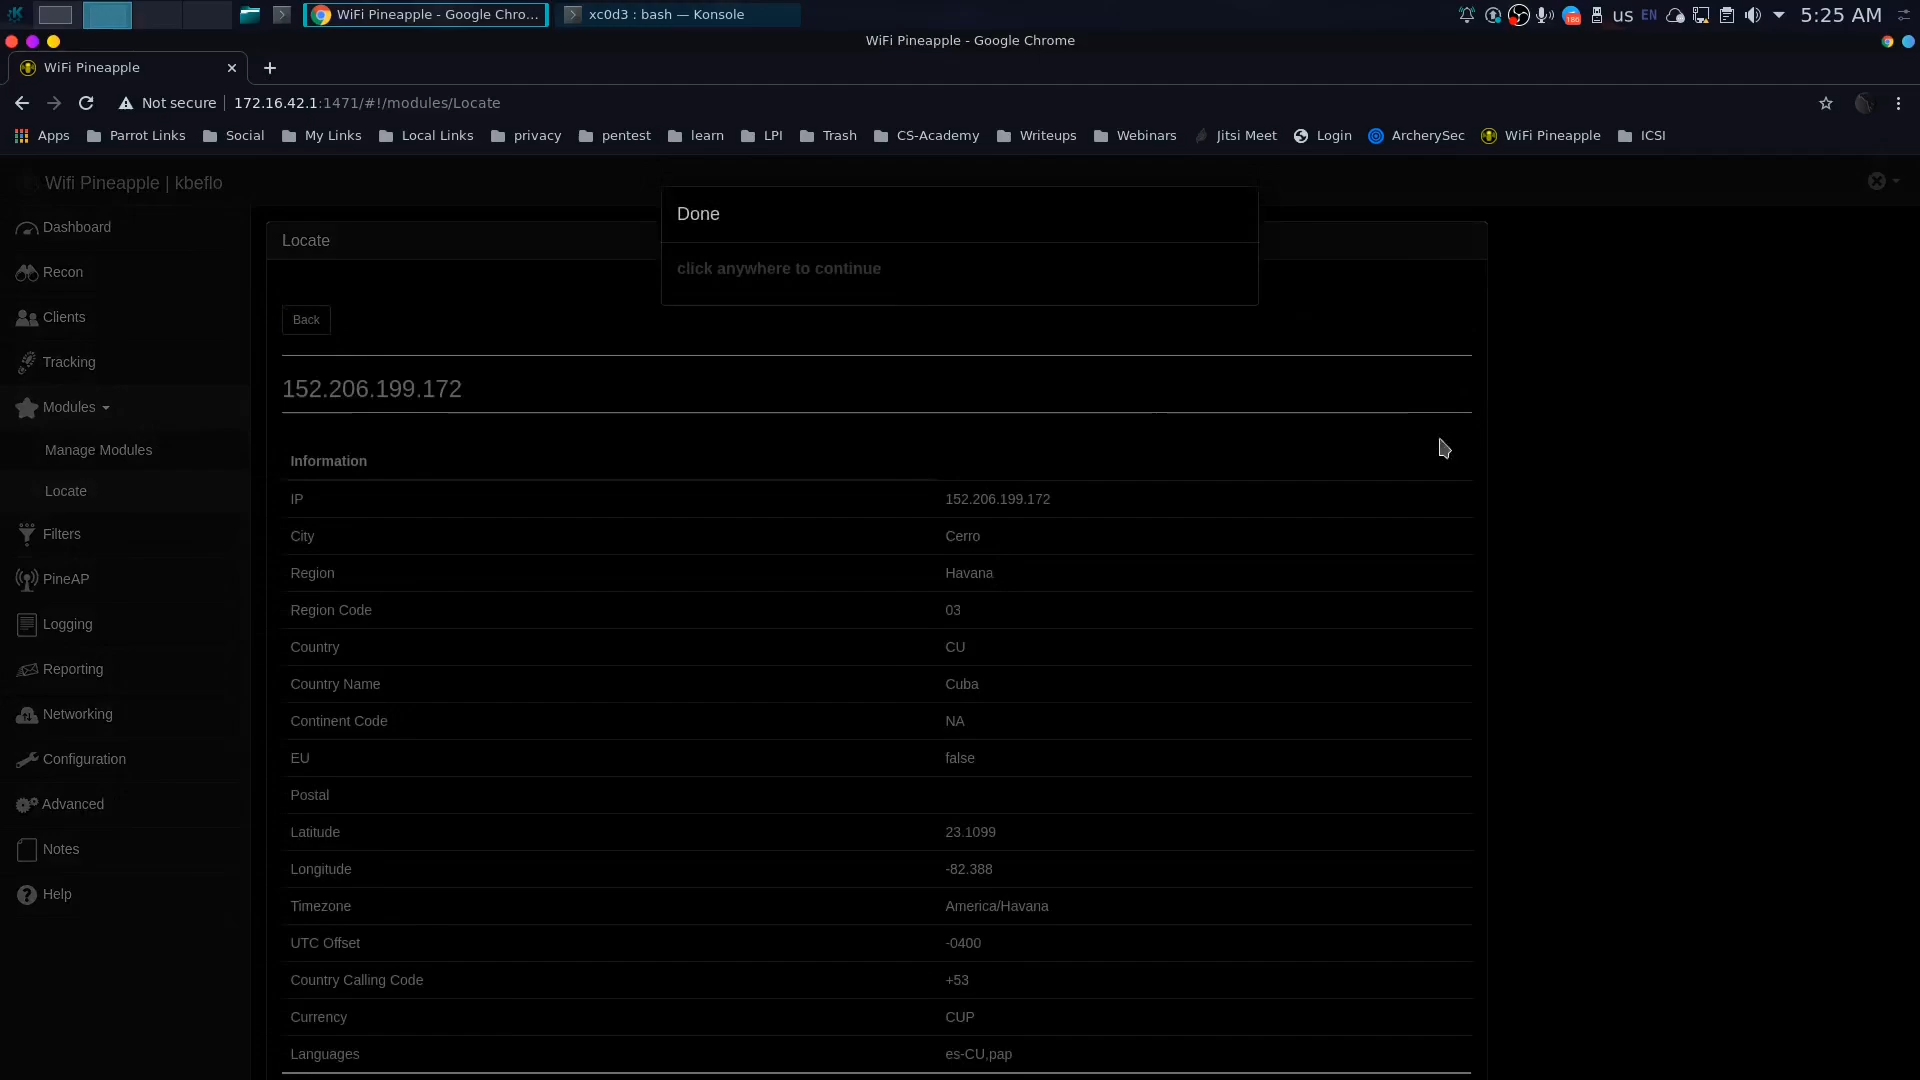 WiFi Pineapple - Google Chro...
xc0d3 : bash — Konsole
186
us
EN
5:25 AM
WiFi Pineapple - Google Chrome
WiFi Pineapple
Not secure
172.16.42.1:1471/#!/modules/Locate
Apps
Parrot Links
Social
My Links
Local Links
privacy
pentest
learn
LPI
Trash
CS-Academy
Writeups
Webinars
Jitsi Meet
Login
ArcherySec
WiFi Pineapple
ICSI
Wifi Pineapple | kbeflo
Dashboard
Recon
Clients
Tracking
Modules
Manage Modules
Locate
Filters
PineAP
Logging
Reporting
Networking
Configuration
Advanced
Notes
Help
Done
click anywhere to continue
Locate
Back
152.206.199.172
Information
IP 152.206.199.172
City Cerro
Region Havana
Region Code 03
Country CU
Country Name Cuba
Continent Code NA
EU false
Postal
Latitude 23.1099
Longitude -82.388
Timezone America/Havana
UTC Offset -0400
Country Calling Code +53
Currency CUP
Languages es-CU,pap